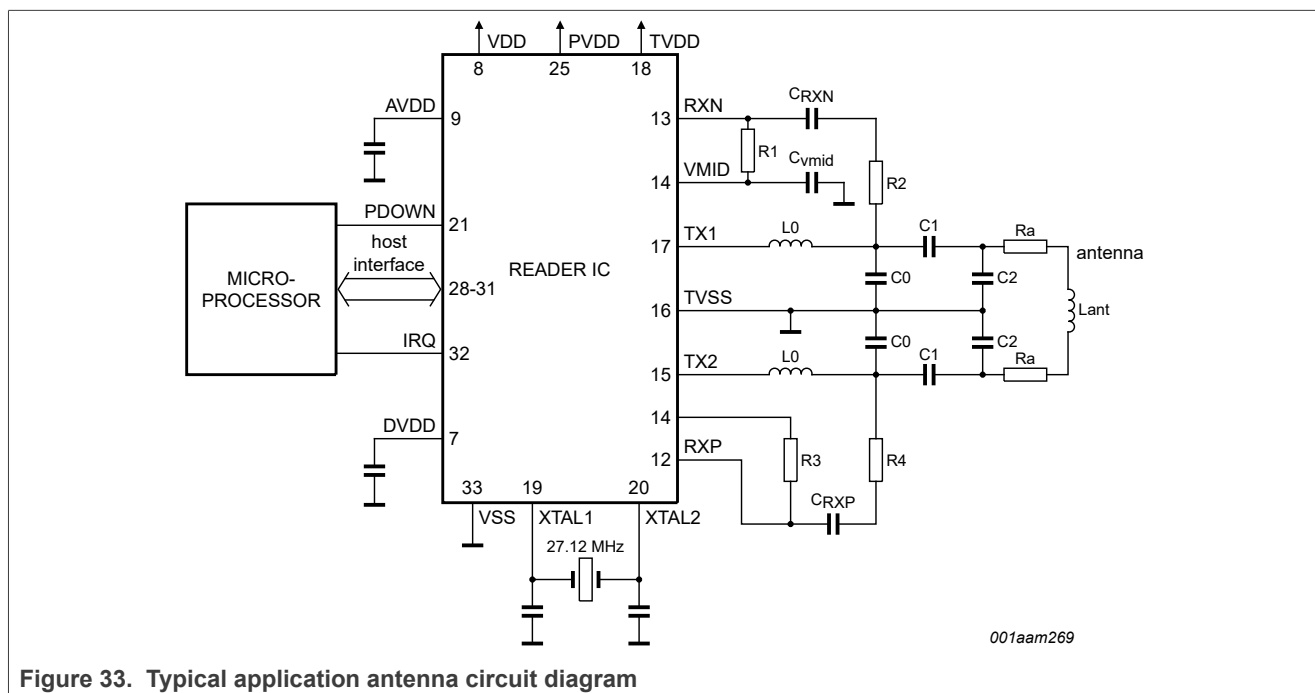 VDD
PVDD
TVDD
8
25
18
AVDD
9
13
RXN
CRXN
R1
VMID
Cvmid
14
R2
PDOWN
21
17
TX1
L0
C1
Ra
antenna
host
interface
READER IC
C0
C2
MICRO-
PROCESSOR
28-31
16
TVSS
Lant
IRQ
32
C0
C2
15
TX2
L0
C1
Ra
DVDD
7
14
12
RXP
R3
R4
33
19
20
CRXP
VSS
XTAL1
XTAL2
27.12 MHz
001aam269
Figure 33. Typical application antenna circuit diagram